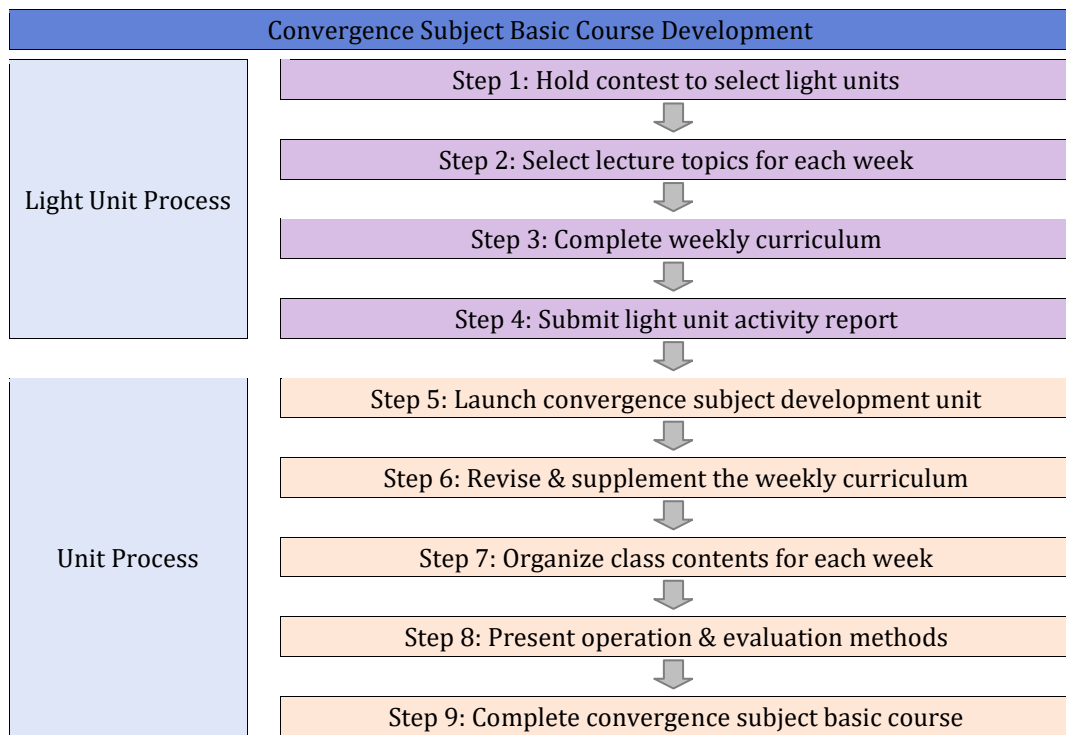 Convergence Subject Basic Course Development
Light Unit Process
Step 1: Hold contest to select light units
Step 2: Select lecture topics for each week
Step 3: Complete weekly curriculum
Step 4: Submit light unit activity report
Unit Process
Step 5: Launch convergence subject development unit
Step 6: Revise & supplement the weekly curriculum
Step 7: Organize class contents for each week
Step 8: Present operation & evaluation methods
Step 9: Complete convergence subject basic course